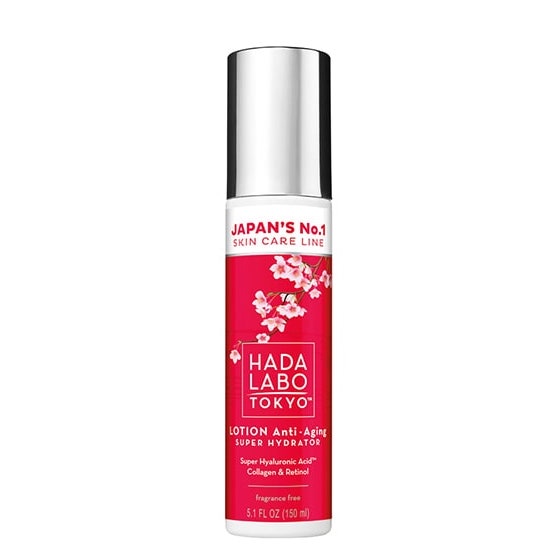 JAPAN'S No.1
SKIN CARE LINE
HADA
LABO
TOKYO™
LOTION Anti-Aging
SUPER HYDRATOR
Super Hyaluronic Acid™
Collagen & Retinol
fragrance free
5.1 FL OZ (150 ml)